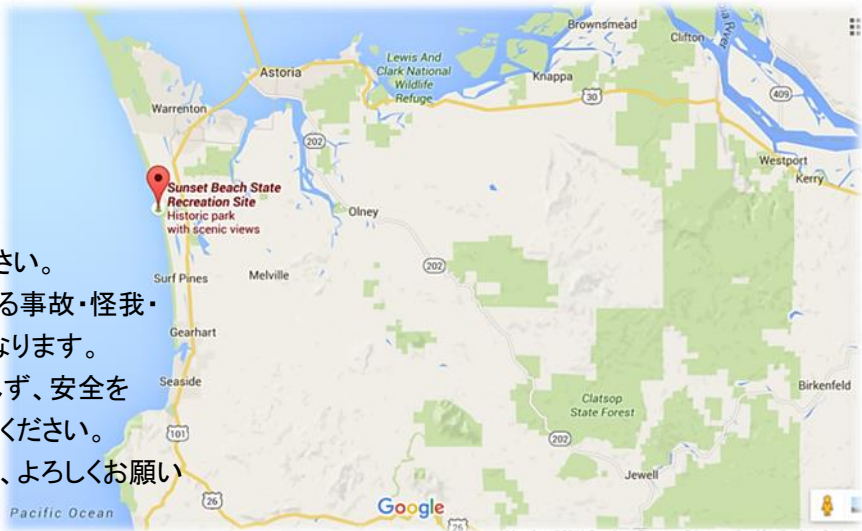 Brownsmead
Clifton
Astoria
Lewis And
Clark National
Wildlife
Refuge
Knappa
30
409
Warrenton
202
Westport
Kerry
Sunset Beach State
Recreation Site
Historic park
with scenic views
Olney
さい。
202
Surf Pines
Melville
る事故・怪我・
なります。
Gearhart
Seaside
ず、安全を
Birkenfeld
ください。
Clatsop
State Forest
101
202
、よろしくお願い
Jewell
26
Google
26
Pacific Ocean